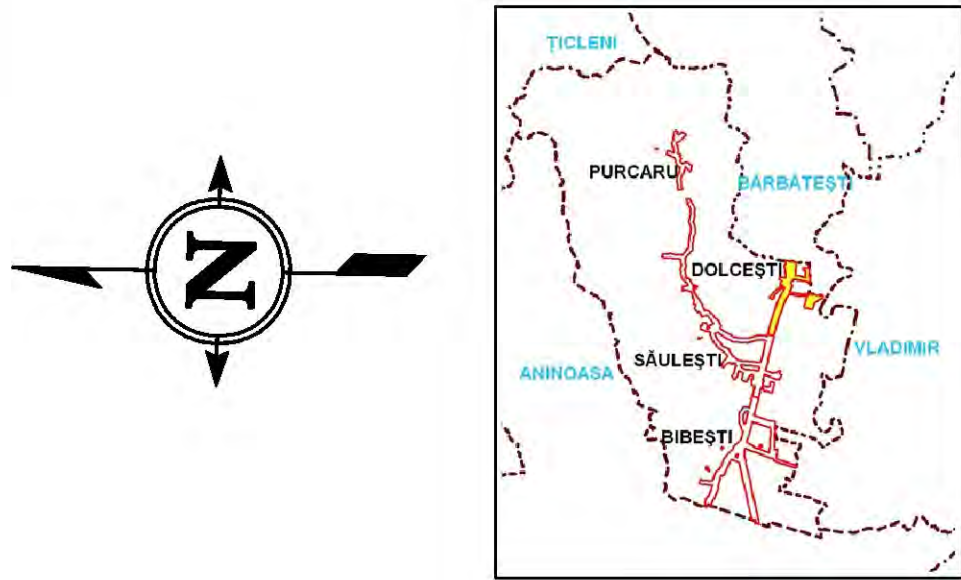 N
ȚICLENI
PURCARU
BĂRBĂTEȘTI
DOLCEȘTI
VLADIMIR
SĂULEȘTI
ANINOASA
BIBEȘTI